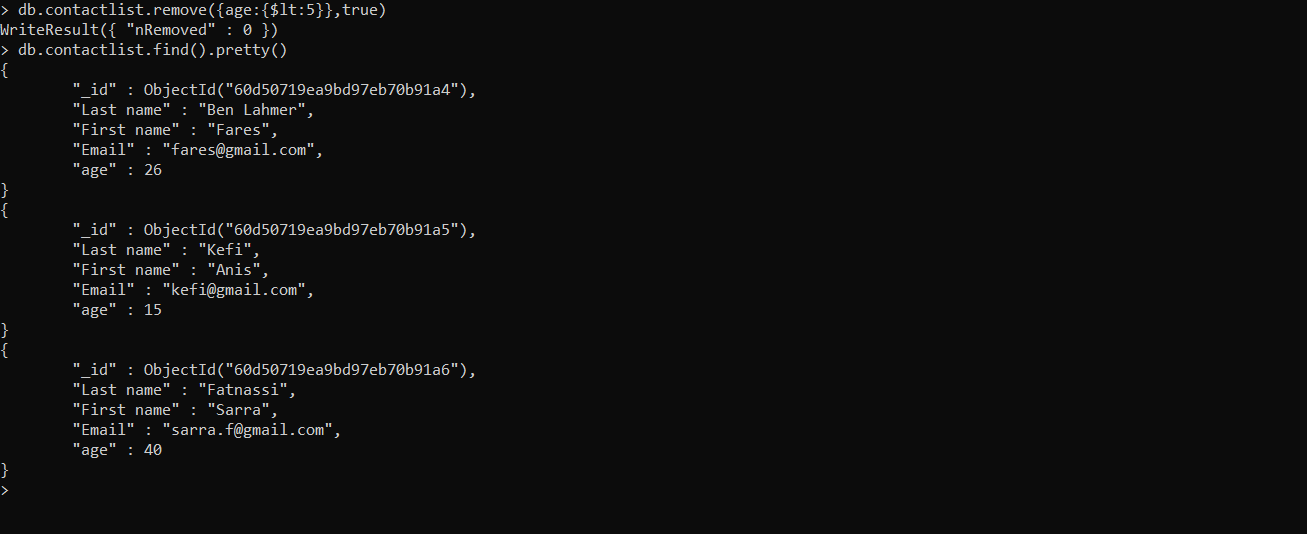 > db.contactlist.remove({age:{$lt:5}},true)
WriteResult({ "nRemoved" : 0 })
> db.contactlist.find().pretty()
{
        "_id" : ObjectId("60d50719ea9bd97eb70b91a4"),
        "Last name" : "Ben Lahmer",
        "First name" : "Fares",
        "Email" : "fares@gmail.com",
        "age" : 26
}
{
        "_id" : ObjectId("60d50719ea9bd97eb70b91a5"),
        "Last name" : "Kefi",
        "First name" : "Anis",
        "Email" : "kefi@gmail.com",
        "age" : 15
}
{
        "_id" : ObjectId("60d50719ea9bd97eb70b91a6"),
        "Last name" : "Fatnassi",
        "First name" : "Sarra",
        "Email" : "sarra.f@gmail.com",
        "age" : 40
}
>